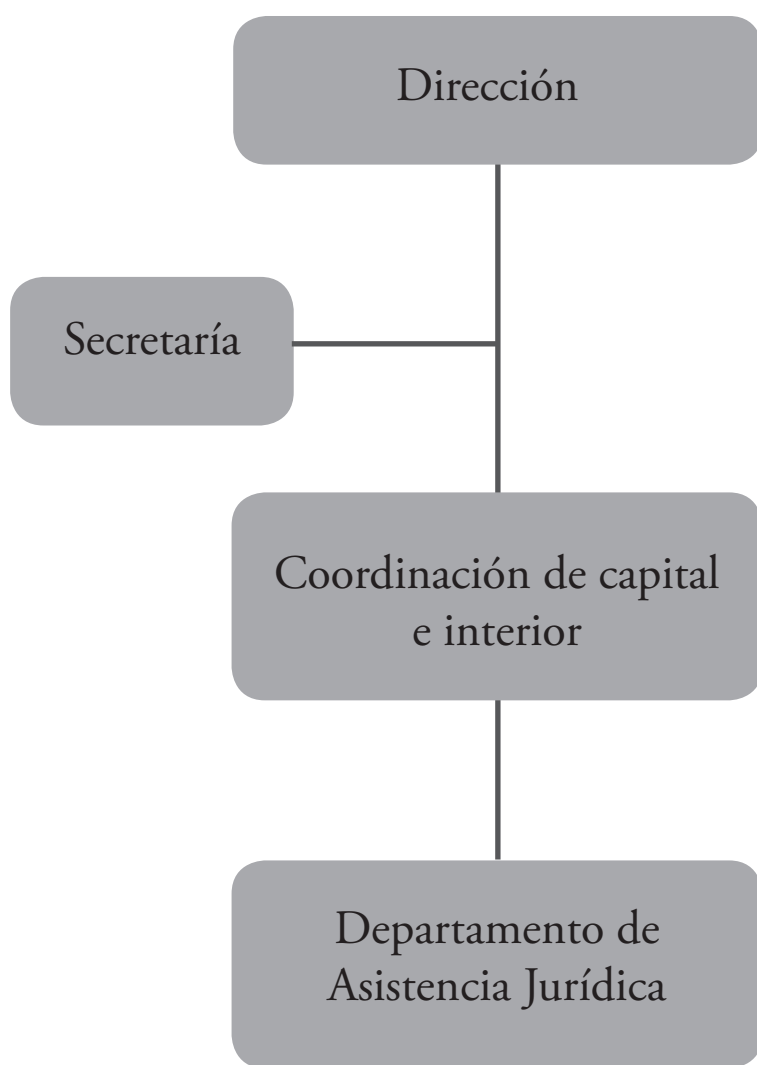 Dirección
Secretaría
Coordinación de capital
e interior
Departamento de
Asistencia Jurídica